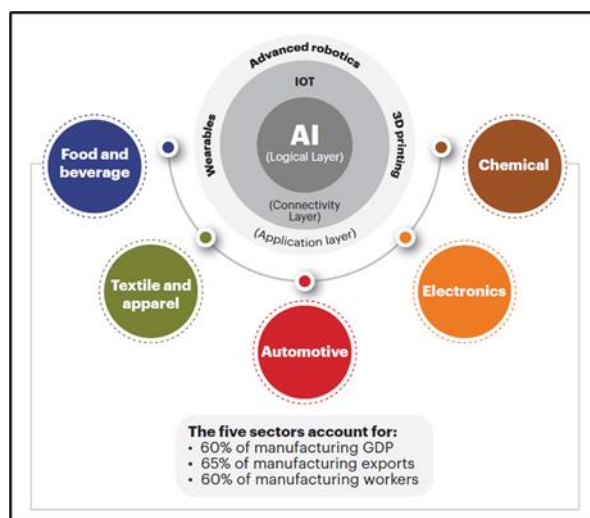 Advanced robotics
Wearables
3D printing
IOT
AI
(Logical Layer)
(Connectivity
Layer)
(Application layer)
Food and
beverage
Textile and
apparel
Automotive
Electronics
Chemical
The five sectors account for:
• 60% of manufacturing GDP
• 65% of manufacturing exports
• 60% of manufacturing workers